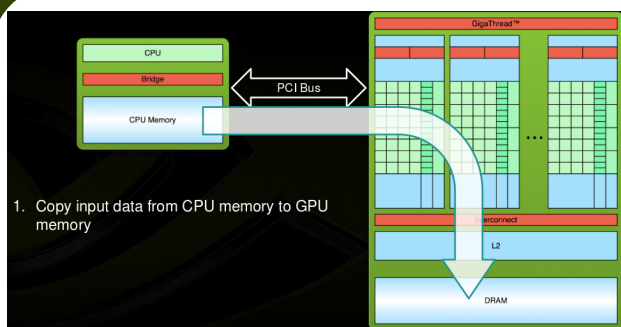 GigaThread™
CPU
Bridge
PCI Bus
CPU Memory
...
1. Copy input data from CPU memory to GPU
memory
Interconnect
L2
DRAM